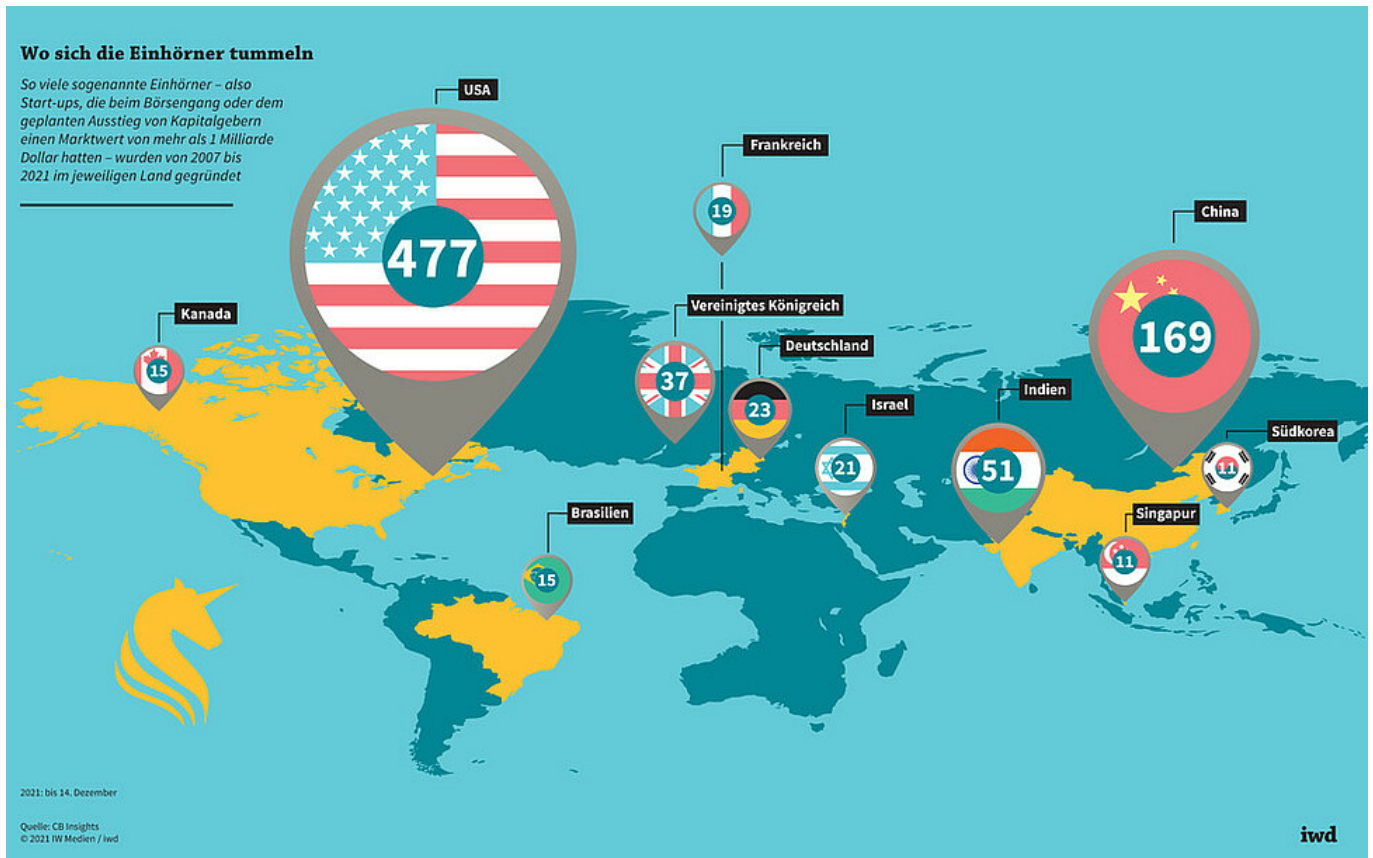 Wo sich die Einhörner tummeln
So viele sogenannte Einhörner – also
Start-ups, die beim Börsengang oder dem
geplanten Ausstieg von Kapitalgebern
einen Marktwert von mehr als 1 Milliarde
Dollar hatten – wurden von 2007 bis
2021 im jeweiligen Land gegründet
USA
477
Frankreich
19
China
169
Kanada
15
Vereinigtes Königreich
37
Deutschland
23
Israel
21
Indien
51
Südkorea
11
Singapur
11
Brasilien
15
2021: bis 14. Dezember
Quelle: CB Insights
© 2021 IW Medien / iwd
iwd